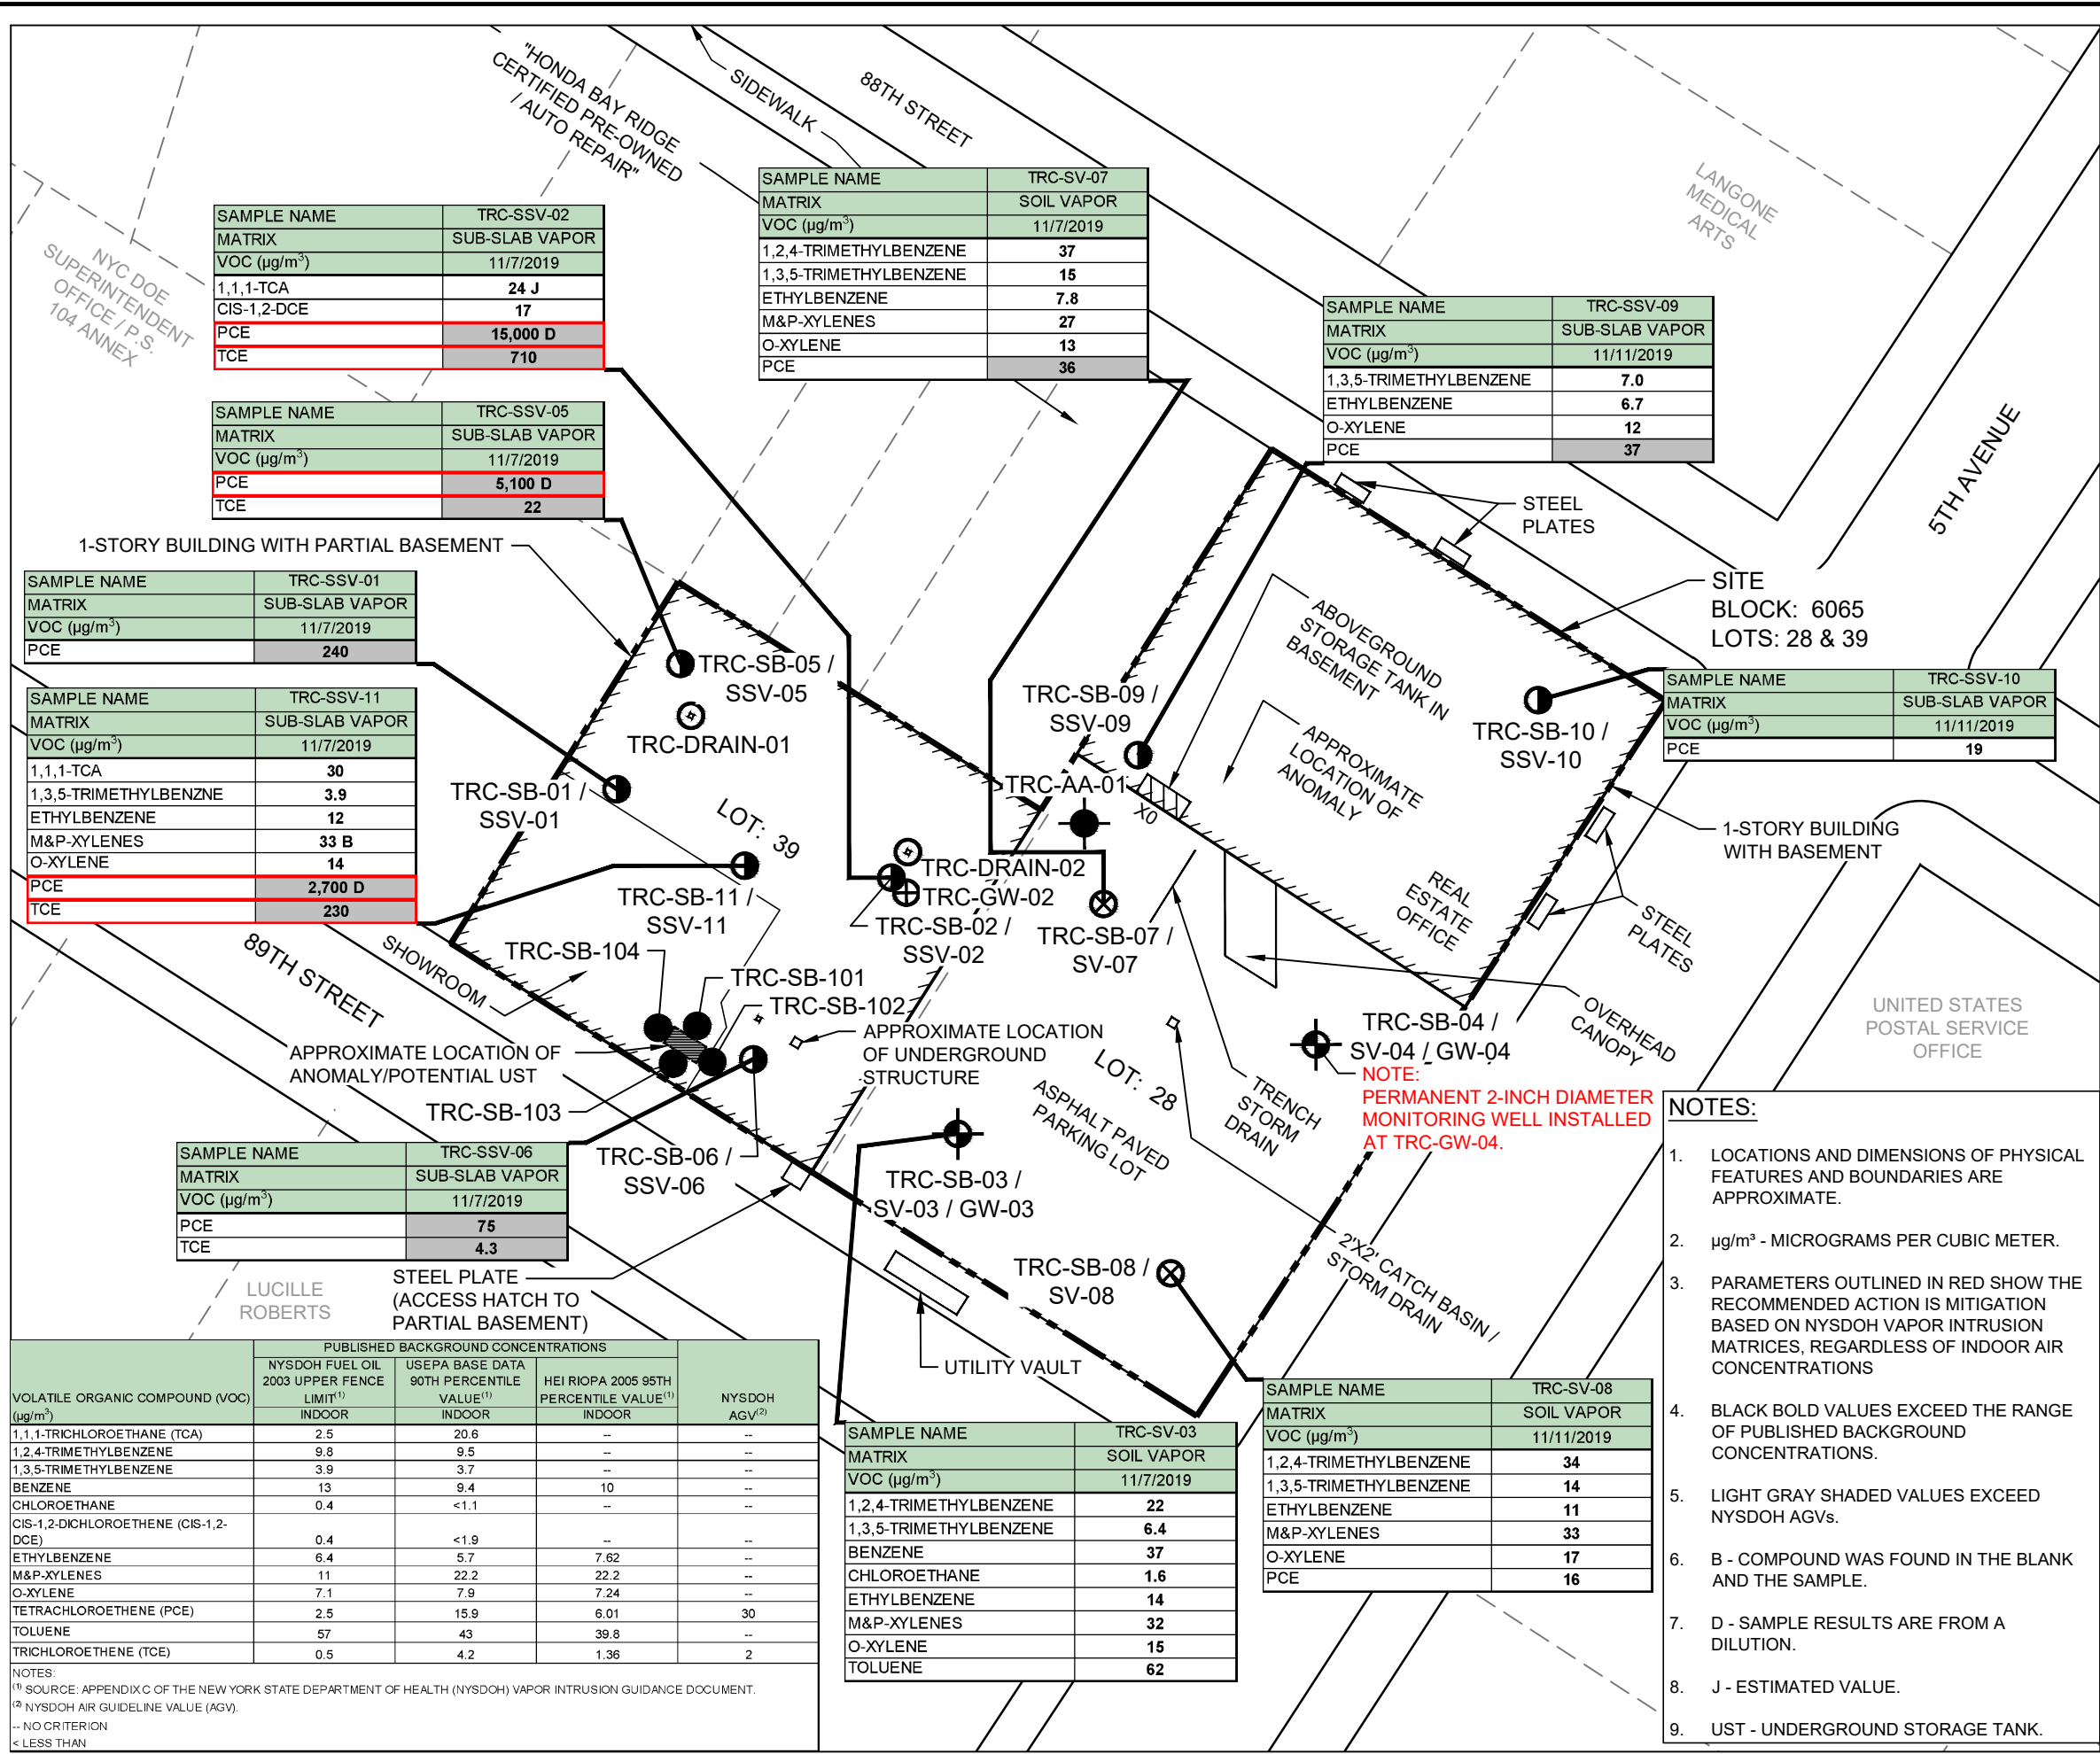 "HONDA BAY RIDGE
CERTIFIED PRE-OWNED
/ AUTO REPAIR"
SIDEWALK
88TH STREET
LANGONE
MEDICAL
ARTS
NYC DOE
SUPERINTENDENT
OFFICE / P.S.
104 ANNEX
5TH AVENUE
SAMPLE NAME TRC-SSV-02
MATRIX SUB-SLAB VAPOR
VOC (µg/m³) 11/7/2019
1,1,1-TCA 24 J
CIS-1,2-DCE 17
PCE 15,000 D
TCE 710
SAMPLE NAME TRC-SV-07
MATRIX SOIL VAPOR
VOC (µg/m³) 11/7/2019
1,2,4-TRIMETHYLBENZENE 37
1,3,5-TRIMETHYLBENZENE 15
ETHYLBENZENE 7.8
M&P-XYLENES 27
O-XYLENE 13
PCE 36
SAMPLE NAME TRC-SSV-09
MATRIX SUB-SLAB VAPOR
VOC (µg/m³) 11/11/2019
1,3,5-TRIMETHYLBENZENE 7.0
ETHYLBENZENE 6.7
O-XYLENE 12
PCE 37
SAMPLE NAME TRC-SSV-05
MATRIX SUB-SLAB VAPOR
VOC (µg/m³) 11/7/2019
PCE 5,100 D
TCE 22
STEEL
PLATES
1-STORY BUILDING WITH PARTIAL BASEMENT
SAMPLE NAME TRC-SSV-01
MATRIX SUB-SLAB VAPOR
VOC (µg/m³) 11/7/2019
PCE 240
SITE
BLOCK: 6065
LOTS: 28 & 39
ABOVEGROUND
STORAGE TANK IN
BASEMENT
TRC-SB-05 /
SSV-05
TRC-DRAIN-01
TRC-SB-09 /
SSV-09
TRC-SB-10 /
SSV-10
SAMPLE NAME TRC-SSV-10
MATRIX SUB-SLAB VAPOR
VOC (µg/m³) 11/11/2019
PCE 19
SAMPLE NAME TRC-SSV-11
MATRIX SUB-SLAB VAPOR
VOC (µg/m³) 11/7/2019
1,1,1-TCA 30
1,3,5-TRIMETHYLBENZNE 3.9
ETHYLBENZENE 12
M&P-XYLENES 33 B
O-XYLENE 14
PCE 2,700 D
TCE 230
APPROXIMATE
LOCATION OF
ANOMALY
TRC-AA-01
X0
TRC-SB-01 /
SSV-01
LOT: 39
1-STORY BUILDING
WITH BASEMENT
TRC-DRAIN-02
TRC-GW-02
TRC-SB-02 /
SSV-02
TRC-SB-11 /
SSV-11
TRC-SB-07 /
SV-07
REAL
ESTATE
OFFICE
STEEL
PLATES
89TH STREET
SHOWROOM
TRC-SB-104
TRC-SB-101
TRC-SB-102
OVERHEAD
CANOPY
UNITED STATES
POSTAL SERVICE
OFFICE
APPROXIMATE LOCATION OF
ANOMALY/POTENTIAL UST
APPROXIMATE LOCATION
OF UNDERGROUND
STRUCTURE
TRC-SB-04 /
SV-04 / GW-04
NOTE:
PERMANENT 2-INCH DIAMETER
MONITORING WELL INSTALLED
AT TRC-GW-04.
LOT: 28
ASPHALT PAVED
PARKING LOT
TRENCH
STORM
DRAIN
TRC-SB-103
TRC-SB-06 /
SSV-06
TRC-SB-03 /
SV-03 / GW-03
SAMPLE NAME TRC-SSV-06
MATRIX SUB-SLAB VAPOR
VOC (µg/m³) 11/7/2019
PCE 75
TCE 4.3
LUCILLE
ROBERTS
STEEL PLATE
(ACCESS HATCH TO
PARTIAL BASEMENT)
TRC-SB-08 /
SV-08
2'X2' CATCH BASIN /
STORM DRAIN
UTILITY VAULT
NOTES:
1. LOCATIONS AND DIMENSIONS OF PHYSICAL
FEATURES AND BOUNDARIES ARE
APPROXIMATE.
2. µg/m³ - MICROGRAMS PER CUBIC METER.
3. PARAMETERS OUTLINED IN RED SHOW THE
RECOMMENDED ACTION IS MITIGATION
BASED ON NYSDOH VAPOR INTRUSION
MATRICES, REGARDLESS OF INDOOR AIR
CONCENTRATIONS
4. BLACK BOLD VALUES EXCEED THE RANGE
OF PUBLISHED BACKGROUND
CONCENTRATIONS.
5. LIGHT GRAY SHADED VALUES EXCEED
NYSDOH AGVs.
6. B - COMPOUND WAS FOUND IN THE BLANK
AND THE SAMPLE.
7. D - SAMPLE RESULTS ARE FROM A
DILUTION.
8. J - ESTIMATED VALUE.
9. UST - UNDERGROUND STORAGE TANK.
SAMPLE NAME TRC-SV-03
MATRIX SOIL VAPOR
VOC (µg/m³) 11/7/2019
1,2,4-TRIMETHYLBENZENE 22
1,3,5-TRIMETHYLBENZENE 6.4
BENZENE 37
CHLOROETHANE 1.6
ETHYLBENZENE 14
M&P-XYLENES 32
O-XYLENE 15
TOLUENE 62
SAMPLE NAME TRC-SV-08
MATRIX SOIL VAPOR
VOC (µg/m³) 11/11/2019
1,2,4-TRIMETHYLBENZENE 34
1,3,5-TRIMETHYLBENZENE 14
ETHYLBENZENE 11
M&P-XYLENES 33
O-XYLENE 17
PCE 16
PUBLISHED BACKGROUND CONCENTRATIONS
VOLATILE ORGANIC COMPOUND (VOC)
(µg/m³)
NYSDOH FUEL OIL
2003 UPPER FENCE
LIMIT(1)
INDOOR
USEPA BASE DATA
90TH PERCENTILE
VALUE(1)
INDOOR
HEI RIOPA 2005 95TH
PERCENTILE VALUE(1)
INDOOR
NYSDOH
AGV(2)
1,1,1-TRICHLOROETHANE (TCA) 2.5 20.6 -- --
1,2,4-TRIMETHYLBENZENE 9.8 9.5 -- --
1,3,5-TRIMETHYLBENZENE 3.9 3.7 -- --
BENZENE 13 9.4 10 --
CHLOROETHANE 0.4 <1.1 -- --
CIS-1,2-DICHLOROETHENE (CIS-1,2-
DCE) 0.4 <1.9 -- --
ETHYLBENZENE 6.4 5.7 7.62 --
M&P-XYLENES 11 22.2 22.2 --
O-XYLENE 7.1 7.9 7.24 --
TETRACHLOROETHENE (PCE) 2.5 15.9 6.01 30
TOLUENE 57 43 39.8 --
TRICHLOROETHENE (TCE) 0.5 4.2 1.36 2
NOTES:
(1) SOURCE: APPENDIX C OF THE NEW YORK STATE DEPARTMENT OF HEALTH (NYSDOH) VAPOR INTRUSION GUIDANCE DOCUMENT.
(2) NYSDOH AIR GUIDELINE VALUE (AGV).
-- NO CRITERION
< LESS THAN